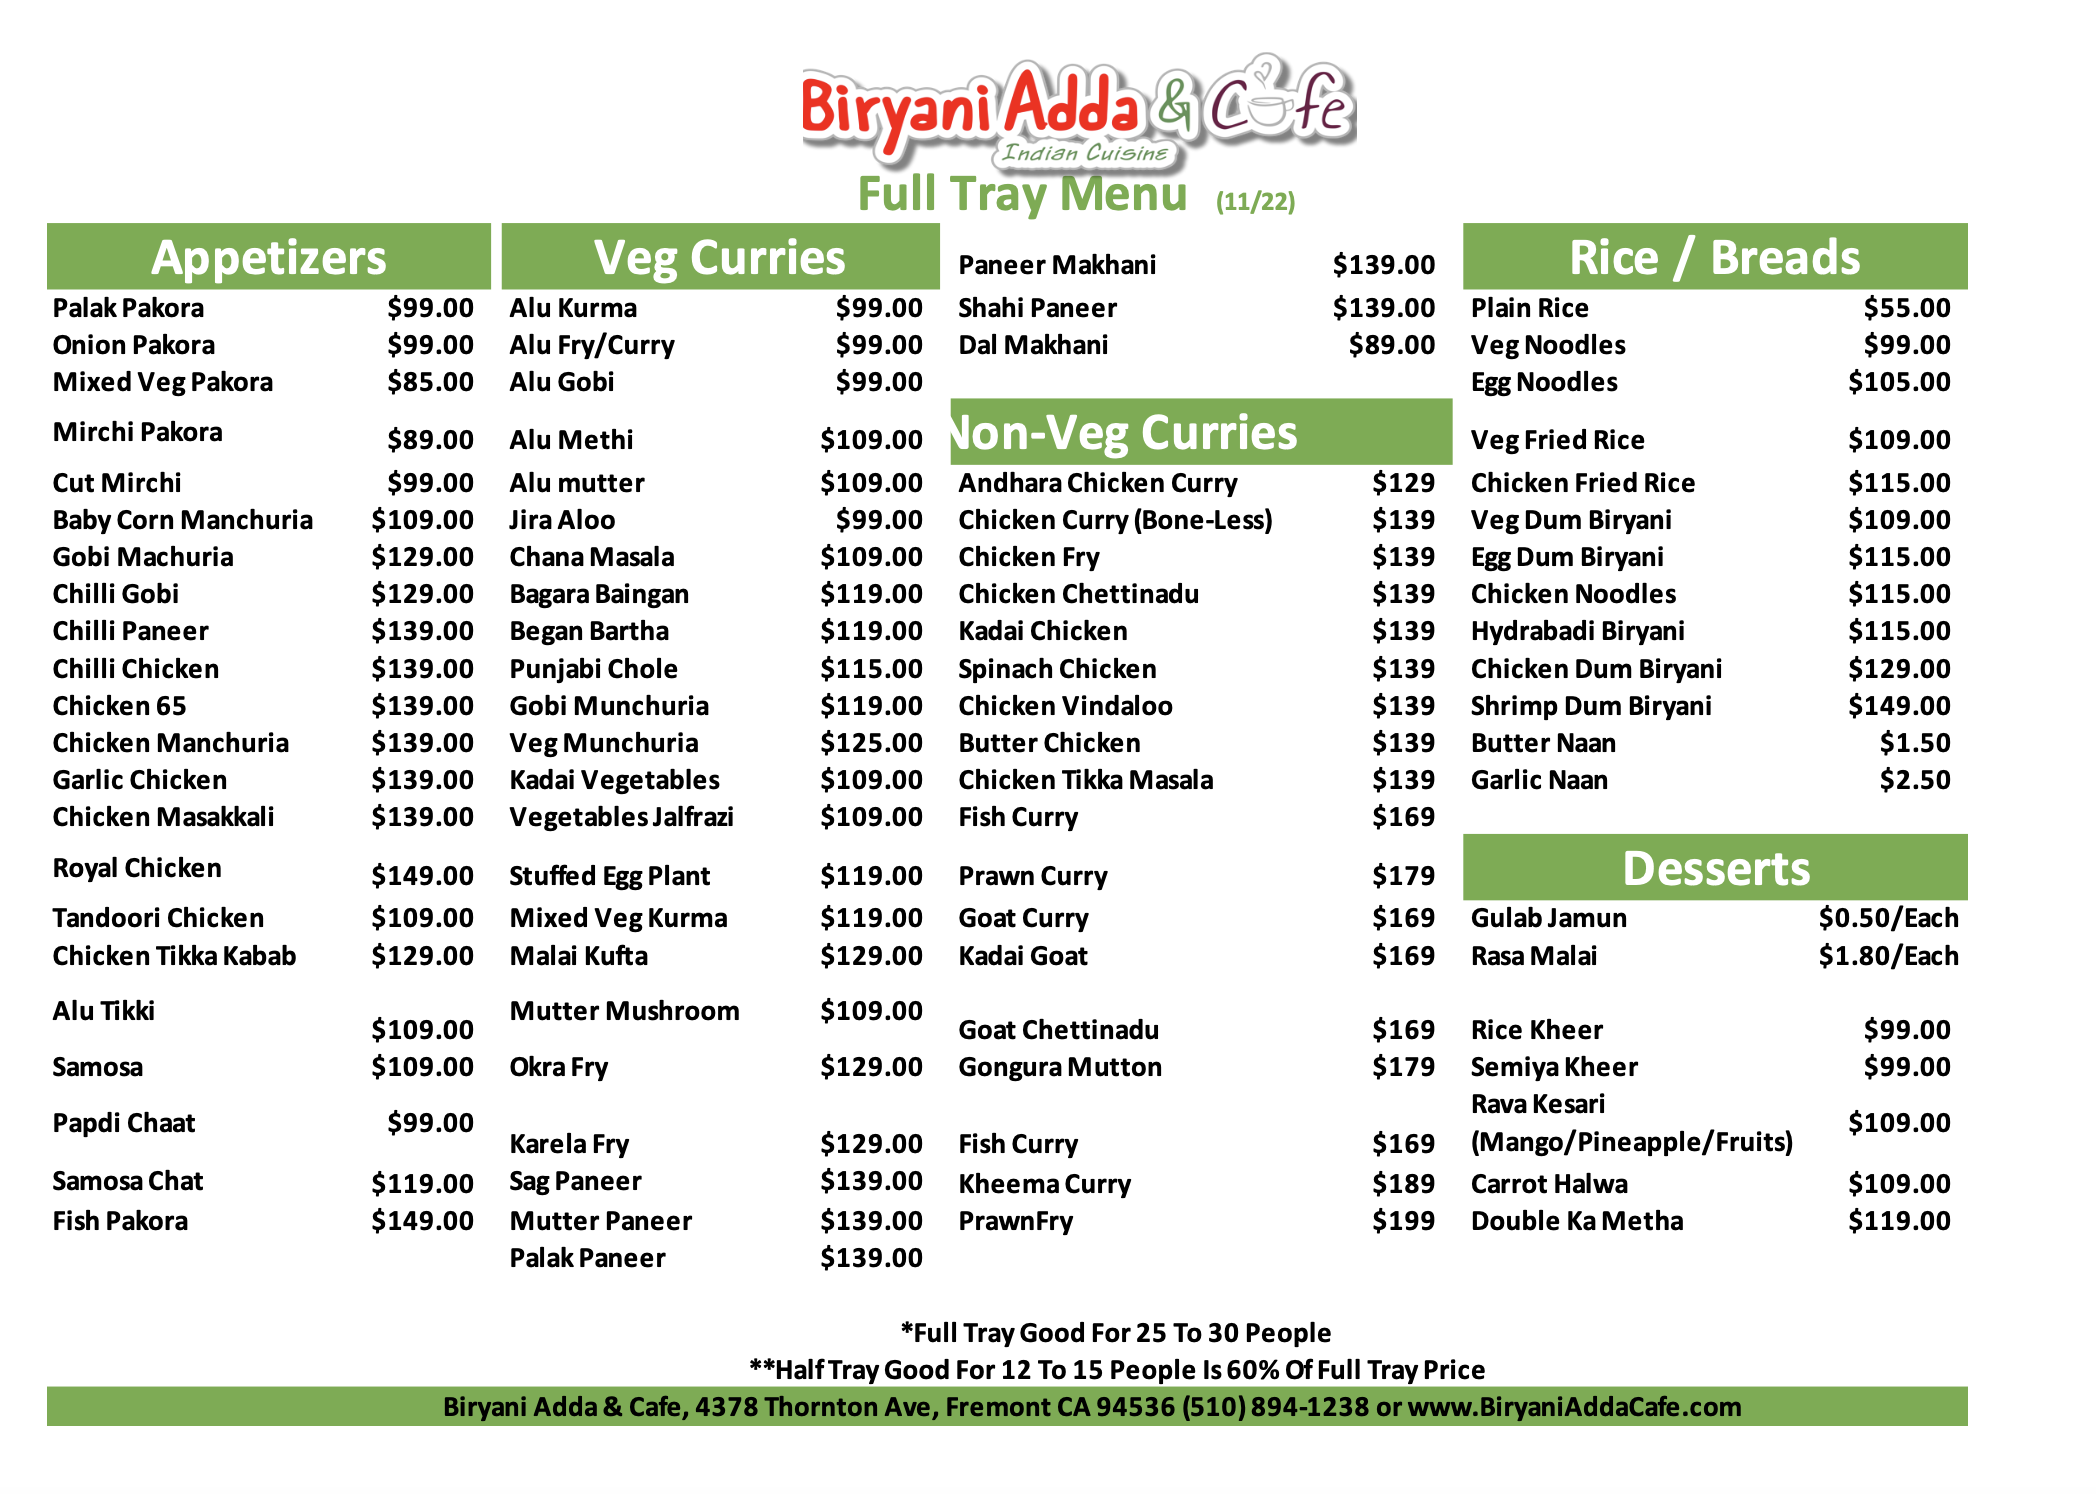 Biryani Adda & Cafe
Indian Cuisine
Full Tray Menu (11/22)
Appetizers
Palak Pakora $99.00
Onion Pakora $99.00
Mixed Veg Pakora $85.00
Mirchi Pakora $89.00
Cut Mirchi $99.00
Baby Corn Manchuria $109.00
Gobi Machuria $129.00
Chilli Gobi $129.00
Chilli Paneer $139.00
Chilli Chicken $139.00
Chicken 65 $139.00
Chicken Manchuria $139.00
Garlic Chicken $139.00
Chicken Masakkali $139.00
Royal Chicken $149.00
Tandoori Chicken $109.00
Chicken Tikka Kabab $129.00
Alu Tikki $109.00
Samosa $109.00
Papdi Chaat $99.00
Samosa Chat $119.00
Fish Pakora $149.00
Veg Curries
Alu Kurma $99.00
Alu Fry/Curry $99.00
Alu Gobi $99.00
Alu Methi $109.00
Alu mutter $109.00
Jira Aloo $99.00
Chana Masala $109.00
Bagara Baingan $119.00
Began Bartha $119.00
Punjabi Chole $115.00
Gobi Munchuria $119.00
Veg Munchuria $125.00
Kadai Vegetables $109.00
Vegetables Jalfrazi $109.00
Stuffed Egg Plant $119.00
Mixed Veg Kurma $119.00
Malai Kufta $129.00
Mutter Mushroom $109.00
Okra Fry $129.00
Karela Fry $129.00
Sag Paneer $139.00
Mutter Paneer $139.00
Palak Paneer $139.00
Paneer Makhani $139.00
Shahi Paneer $139.00
Dal Makhani $89.00
Non-Veg Curries
Andhara Chicken Curry $129
Chicken Curry (Bone-Less) $139
Chicken Fry $139
Chicken Chettinadu $139
Kadai Chicken $139
Spinach Chicken $139
Chicken Vindaloo $139
Butter Chicken $139
Chicken Tikka Masala $139
Fish Curry $169
Prawn Curry $179
Goat Curry $169
Kadai Goat $169
Goat Chettinadu $169
Gongura Mutton $179
Fish Curry $169
Kheema Curry $189
PrawnFry $199
Rice / Breads
Plain Rice $55.00
Veg Noodles $99.00
Egg Noodles $105.00
Veg Fried Rice $109.00
Chicken Fried Rice $115.00
Veg Dum Biryani $109.00
Egg Dum Biryani $115.00
Chicken Noodles $115.00
Hydrabadi Biryani $115.00
Chicken Dum Biryani $129.00
Shrimp Dum Biryani $149.00
Butter Naan $1.50
Garlic Naan $2.50
Desserts
Gulab Jamun $0.50/Each
Rasa Malai $1.80/Each
Rice Kheer $99.00
Semiya Kheer $99.00
Rava Kesari
(Mango/Pineapple/Fruits) $109.00
Carrot Halwa $109.00
Double Ka Metha $119.00
*Full Tray Good For 25 To 30 People
**Half Tray Good For 12 To 15 People Is 60% Of Full Tray Price
Biryani Adda & Cafe, 4378 Thornton Ave, Fremont CA 94536 (510) 894-1238 or www.BiryaniAddaCafe.com